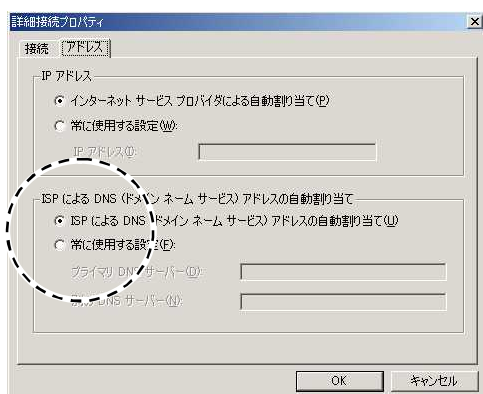 詳細接続プロパティ
接続 アドレス
IP アドレス
インターネット サービス プロバイダによる自動割り当て(P)
常に使用する設定(W):
IP アドレス(I):
ISP による DNS (ドメイン ネーム サービス) アドレスの自動割り当て
ISP による DNS (ドメイン ネーム サービス) アドレスの自動割り当て(U)
常に使用する設定(F):
プライマリ DNS サーバー(D):
DNS サーバー(N):
OK キャンセル